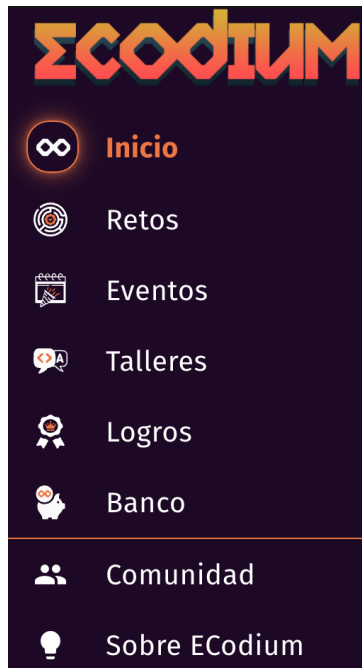 ECODIUM
Inicio
Retos
Eventos
Talleres
Logros
Banco
Comunidad
Sobre ECodium